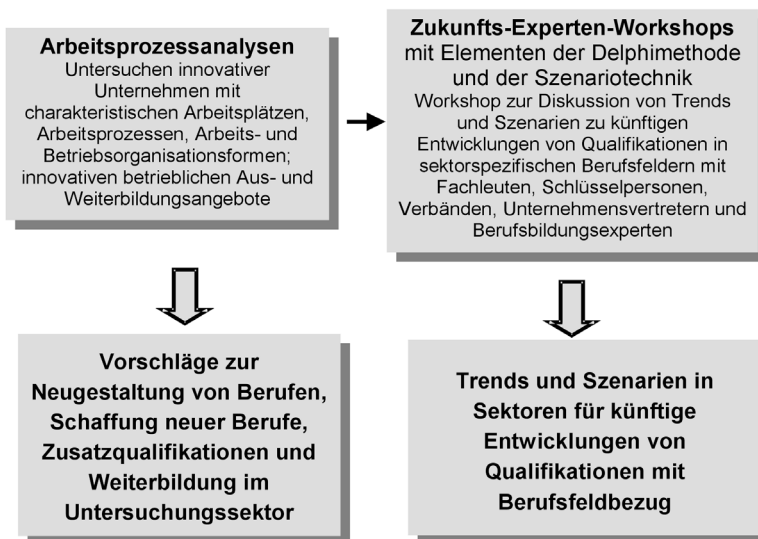 Arbeitsprozessanalysen
Untersuchen innovativer
Unternehmen mit
charakteristischen Arbeitsplätzen,
Arbeitsprozessen, Arbeits- und
Betriebsorganisationsformen;
innovativen betrieblichen Aus- und
Weiterbildungsangebote
Zukunfts-Experten-Workshops
mit Elementen der Delphimethode
und der Szenariotechnik
Workshop zur Diskussion von Trends
und Szenarien zu künftigen
Entwicklungen von Qualifikationen in
sektorspezifischen Berufsfeldern mit
Fachleuten, Schlüsselpersonen,
Verbänden, Unternehmensvertretern und
Berufsbildungsexperten
Vorschläge zur
Neugestaltung von Berufen,
Schaffung neuer Berufe,
Zusatzqualifikationen und
Weiterbildung im
Untersuchungssektor
Trends und Szenarien in
Sektoren für künftige
Entwicklungen von
Qualifikationen mit
Berufsfeldbezug